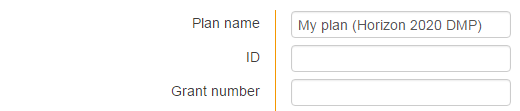 Plan name My plan (Horizon 2020 DMP)
ID
Grant number